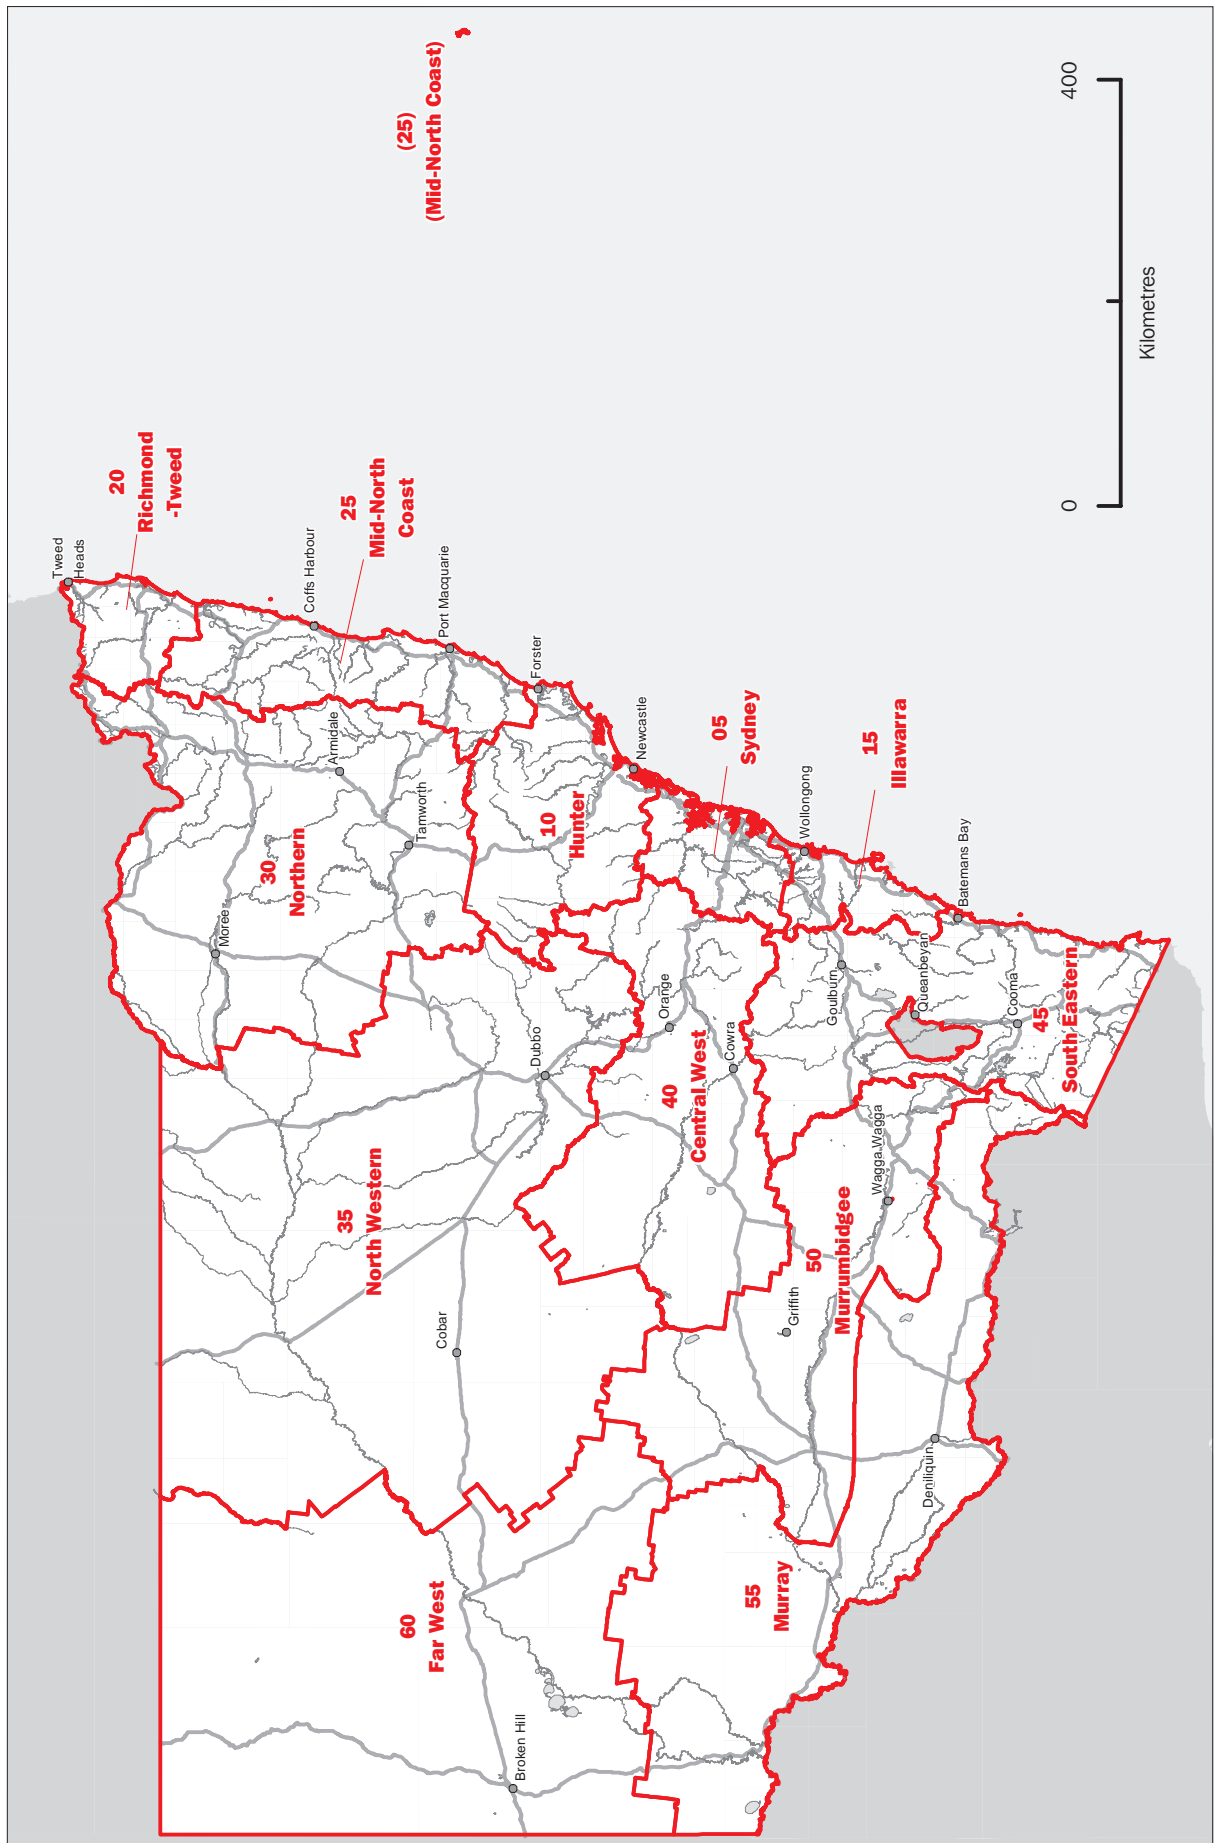 (25)
(Mid-North Coast)
20
Richmond
-Tweed
Tweed
Heads
25
Mid-North
Coast
Coffs Harbour
Port Macquarie
Forster
Newcastle
Armidale
Tamworth
30
Northern
Moree
10
Hunter
05
Sydney
Wollongong
15
Illawarra
Batemans Bay
Goulburn
Queanbeyan
Cooma
45
South Eastern
Orange
Cowra
40
Central West
Dubbo
35
North Western
Cobar
Wagga Wagga
50
Murrumbidgee
Griffith
Deniliquin
55
Murray
60
Far West
Broken Hill
0
400
Kilometres